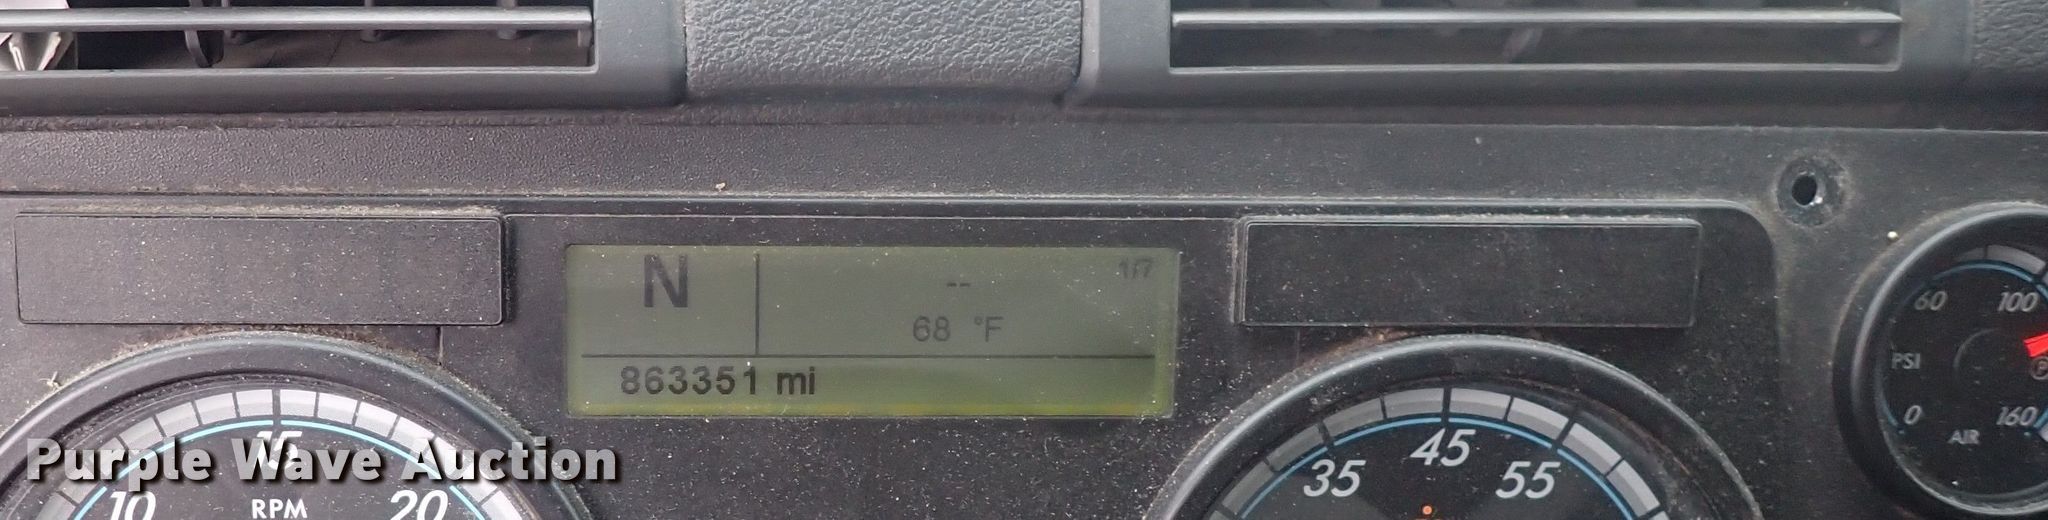 N
--
1/7
68 °F
863351 mi
60
100
PSI
0
160
AIR
15
10
20
RPM
45
35
55
Purple Wave Auction